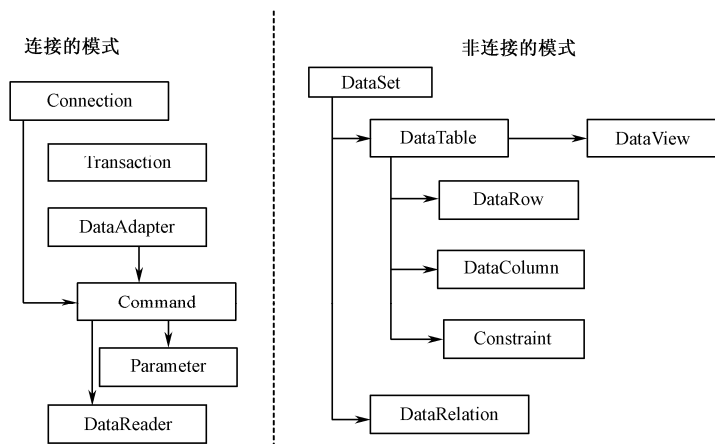 连接的模式
Connection
Transaction
DataAdapter
Command
Parameter
DataReader
非连接的模式
DataSet
DataTable
DataView
DataRow
DataColumn
Constraint
DataRelation